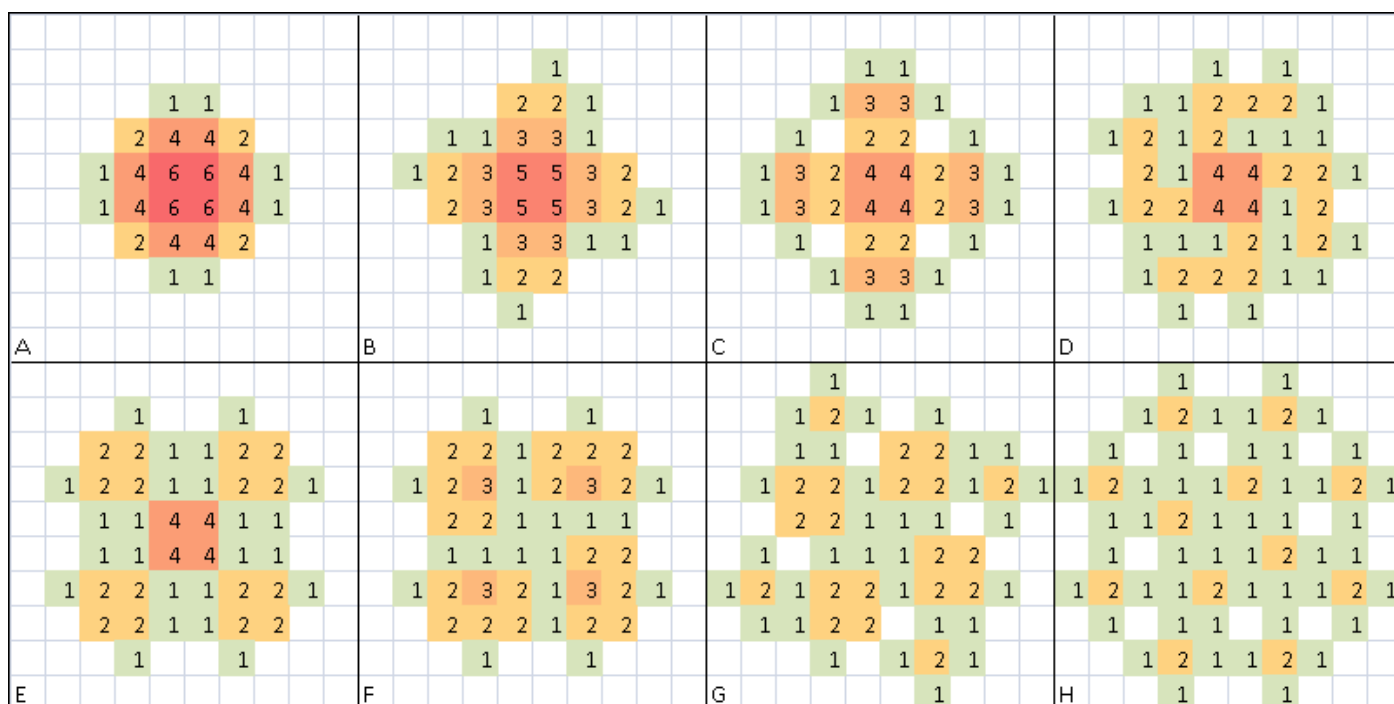 1 1
2 4 4 2
1 4 6 6 4 1
1 4 6 6 4 1
2 4 4 2
1 1
A
1
2 2 1
1 1 3 3 1
1 2 3 5 5 3 2
2 3 5 5 3 2 1
1 3 3 1 1
1 2 2
1
B
1 1
1 3 3 1
1 2 2 1
1 3 2 4 4 2 3 1
1 3 2 4 4 2 3 1
1 2 2 1
1 3 3 1
1 1
C
1 1
1 1 2 2 2 1
1 2 1 2 1 1 1
2 1 4 4 2 2 1
1 2 2 4 4 1 2
1 1 1 2 1 2 1
1 2 2 2 1 1
1 1
D
1 1
2 2 1 1 2 2
1 2 2 1 1 2 2 1
1 1 4 4 1 1
1 1 4 4 1 1
1 2 2 1 1 2 2 1
2 2 1 1 2 2
1 1
E
1 1
2 2 1 2 2 2
1 2 3 1 2 3 2 1
2 2 1 1 1 1
1 1 1 1 2 2
1 2 3 2 1 3 2 1
2 2 2 1 2 2
1 1
F
1
1 2 1 1
1 1 2 2 1 1
1 2 2 1 2 2 1 2 1
2 2 1 1 1 1
1 1 1 1 2 2
1 2 1 2 2 1 2 2 1
1 1 2 2 1 1
1 1 2 1
1
G
1 1
1 2 1 1 2 1
1 1 1 1 1
1 2 1 1 1 2 1 1 2 1
1 1 2 1 1 1 1
1 1 1 1 2 1 1
1 2 1 1 2 1 1 1 2 1
1 1 1 1 1
1 2 1 1 2 1
1 1
H